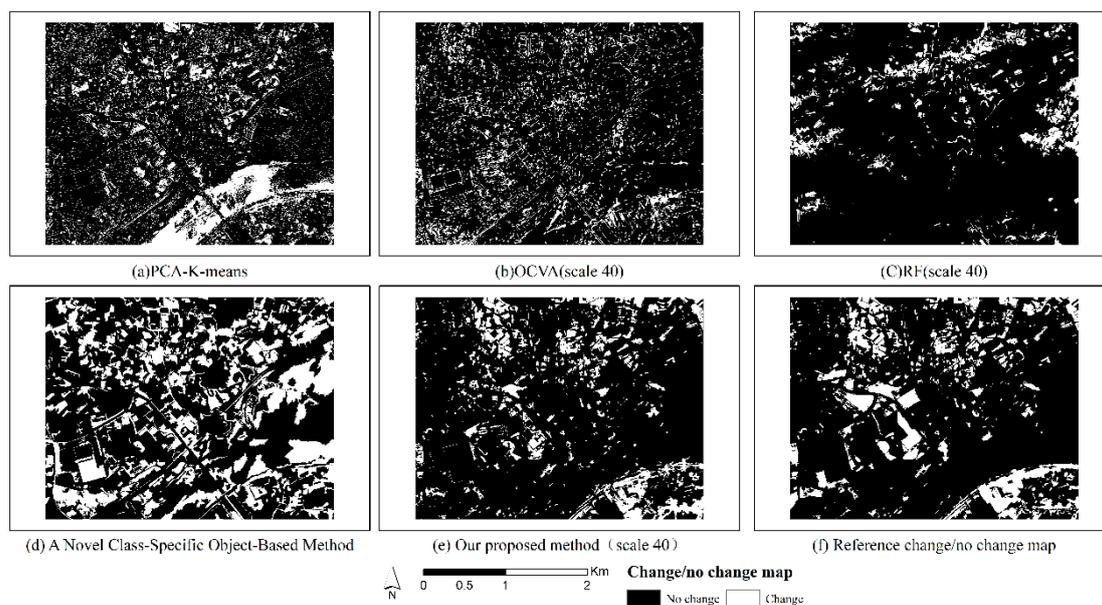 (a)PCA-K-means
(b)OCVA(scale 40)
(C)RF(scale 40)
(d) A Novel Class-Specific Object-Based Method
(e) Our proposed method（scale 40）
(f) Reference change/no change map
N
0 0.5 1 2
Km
Change/no change map
No change
Change